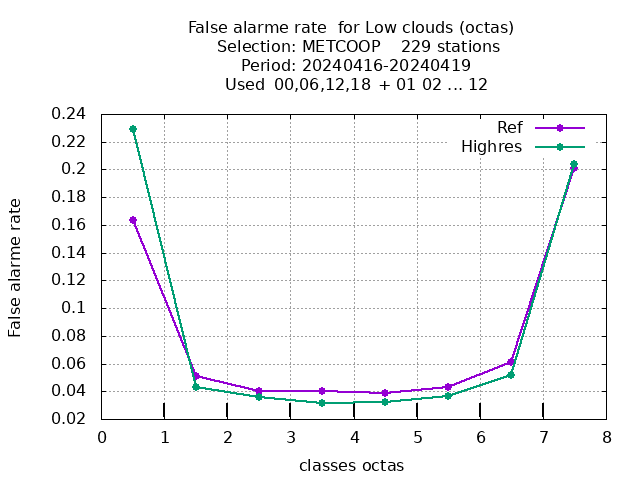 False alarme rate  for Low clouds (octas)
Selection: METCOOP    229 stations
Period: 20240416-20240419
Used  00,06,12,18 + 01 02 ... 12
Ref
Highres
False alarme rate
0.24
0.22
0.2
0.18
0.16
0.14
0.12
0.1
0.08
0.06
0.04
0.02
0 1 2 3 4 5 6 7 8
classes octas